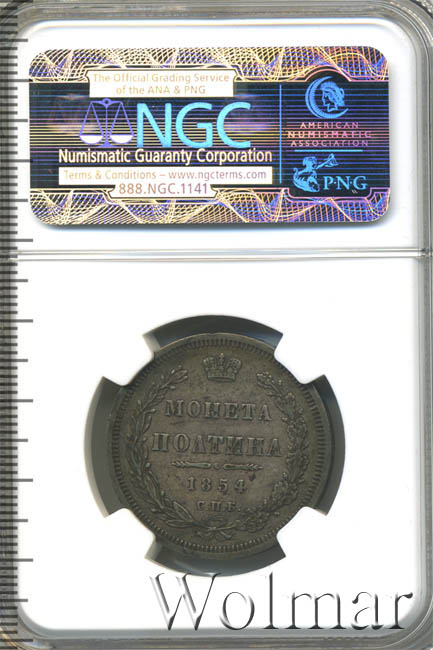 The Official Grading Service
of the ANA & PNG
NGC
Numismatic Guaranty Corporation
Terms & Conditions – www.ngcterms.com
888.NGC.1141
AMERICAN
NUMISMATIC
ASSOCIATION
PNG
МОНЕТА
ПОЛТИНА
1854
С.П.Б.
Wolmar